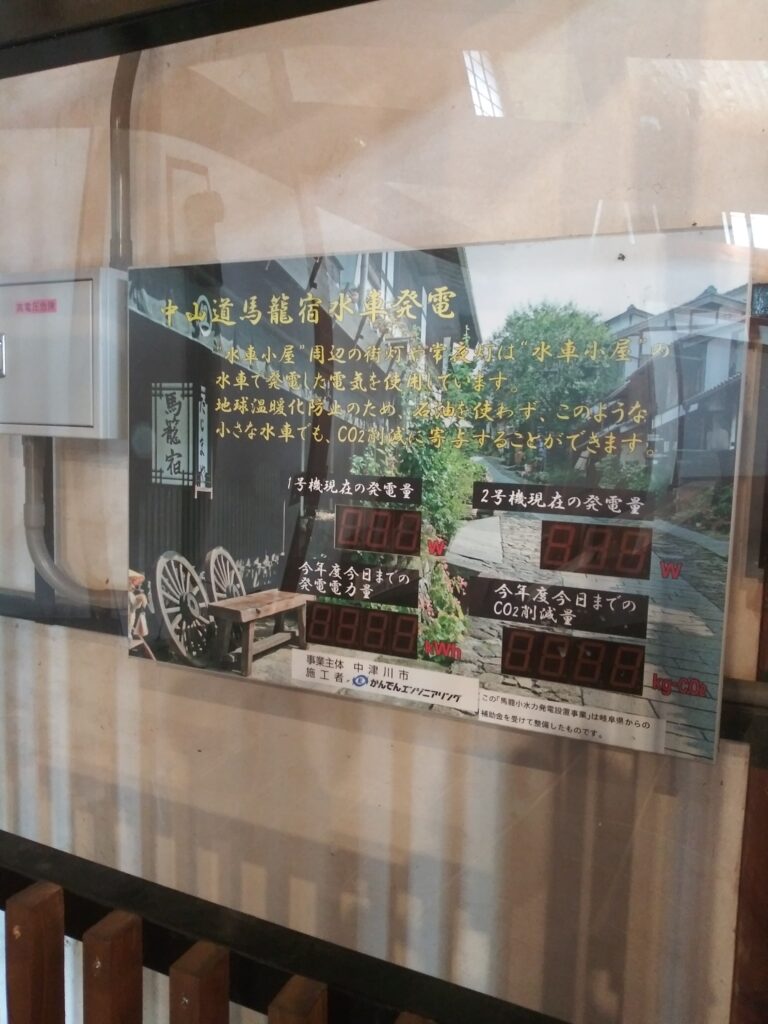 中山道馬籠宿水車発電
"水車小屋"周辺の街灯や常夜灯は"水車小屋"の
水車で発電した電気を使用しています。
地球温暖化防止のため、石油を使わず、このような
小さな水車でも、CO2削減に寄与することができます。
馬籠宿
1号機現在の発電量
W
2号機現在の発電量
W
今年度今日までの
発電電力量
kWh
今年度今日までの
CO2削減量
kg-CO2
事業主体 中津川市
施工者 かんでんエンジニアリング
この「馬籠小水力発電設置事業」は岐阜県からの
補助金を受けて整備したものです。